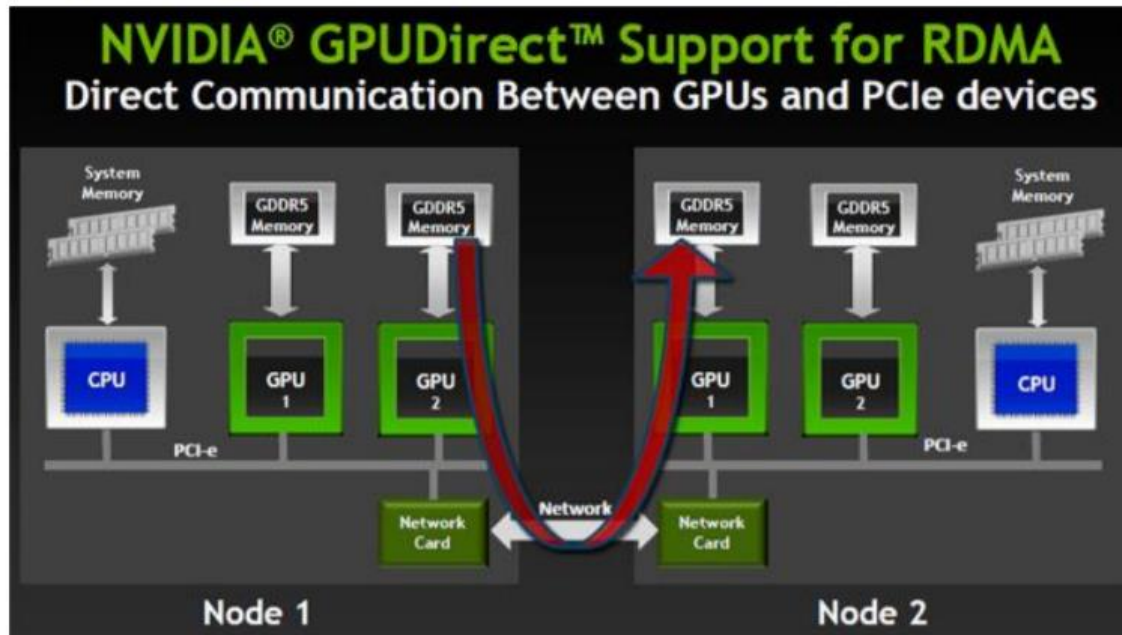 NVIDIA® GPUDirect™ Support for RDMA
Direct Communication Between GPUs and PCIe devices
System
Memory
GDDR5
Memory
GDDR5
Memory
CPU
GPU
1
GPU
2
PCI-e
Network
Card
Node 1
Network
GDDR5
Memory
GDDR5
Memory
System
Memory
GPU
1
GPU
2
CPU
PCI-e
Network
Card
Node 2